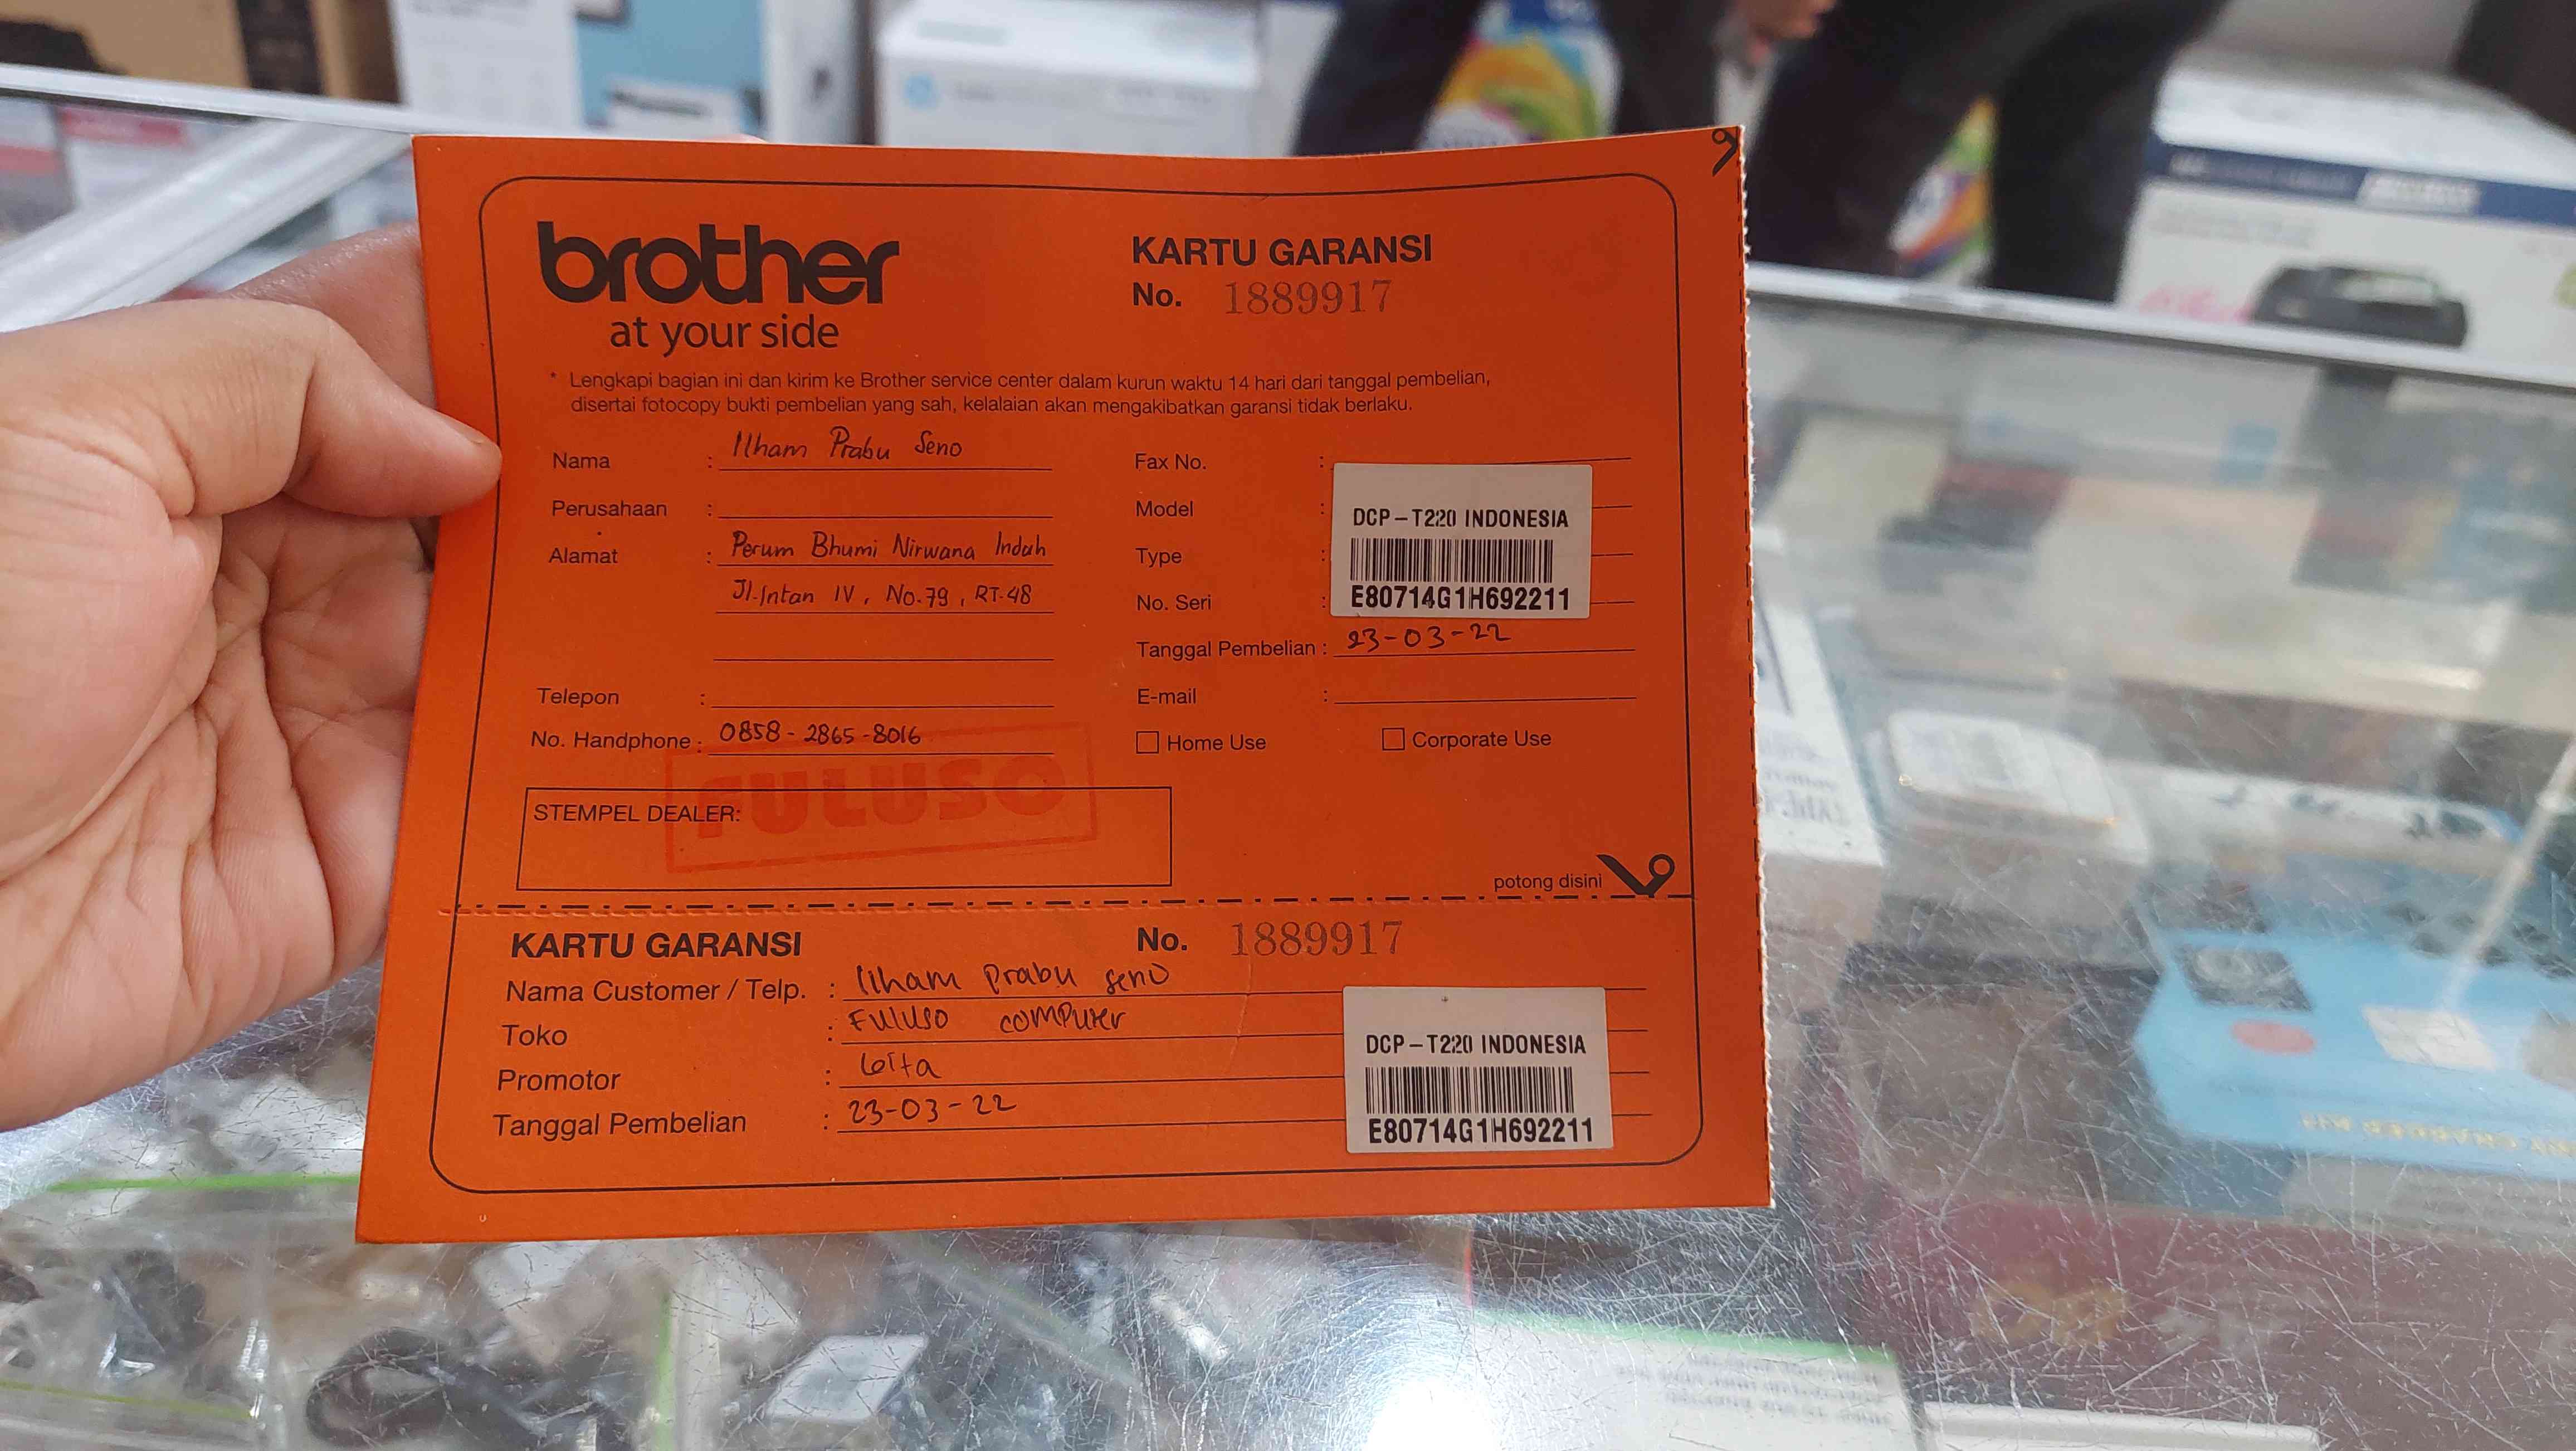 brother
at your side
KARTU GARANSI
No. 1889917
* Lengkapi bagian ini dan kirim ke Brother service center dalam kurun waktu 14 hari dari tanggal pembelian,
disertai fotocopy bukti pembelian yang sah, kelalaian akan mengakibatkan garansi tidak berlaku.
Nama : Ilham Prabu Seno
Perusahaan :
Alamat : Perum Bhumi Nirwana Indah
Jl. Intan IV, No.79, RT.48
Telepon :
No. Handphone : 0858-2865-8016
Fax No. :
Model :
Type :
No. Seri :
DCP-T220 INDONESIA
E80714G1H692211
Tanggal Pembelian : 23-03-22
E-mail :
Home Use
Corporate Use
STEMPEL DEALER:
FULUSO
potong disini
KARTU GARANSI
No. 1889917
Nama Customer / Telp. : Ilham Prabu Seno
Toko : Fuluso computer
Promotor :
Tanggal Pembelian : 23-03-22
DCP-T220 INDONESIA
E80714G1H692211